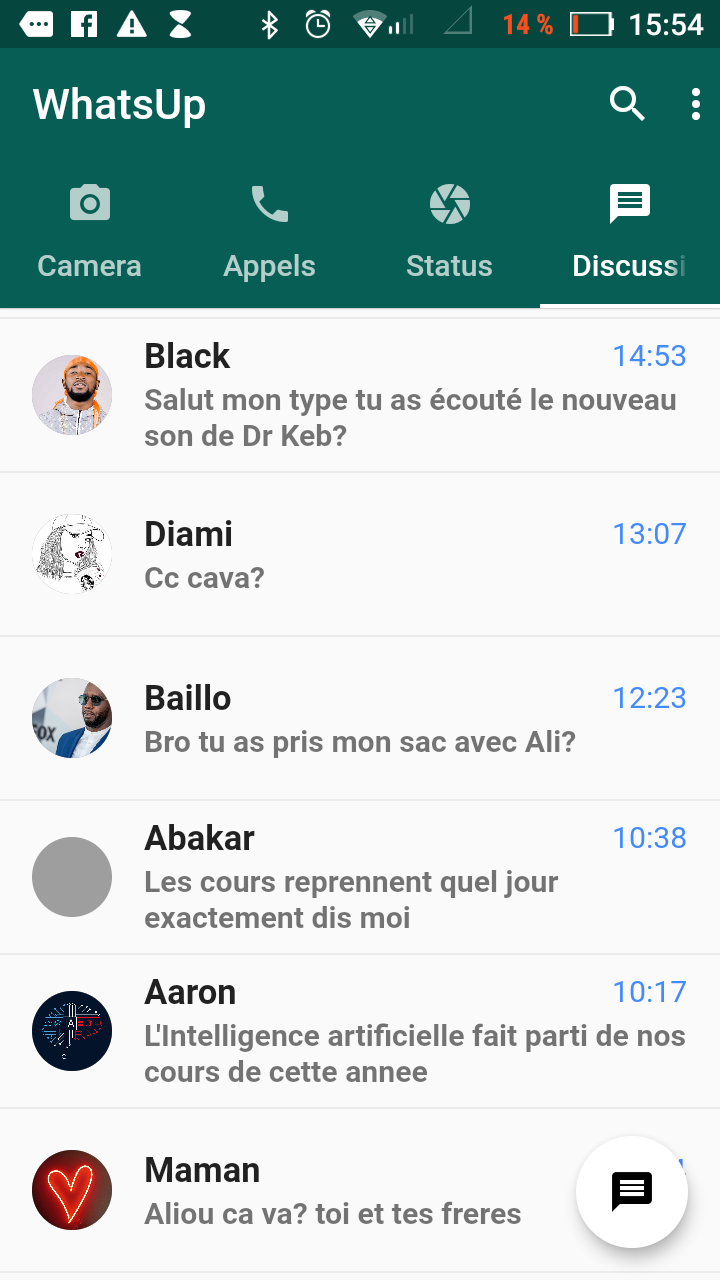 14 % 15:54
WhatsUp
Camera Appels Status Discussi
Black 14:53
Salut mon type tu as écouté le nouveau
son de Dr Keb?
Diami 13:07
Cc cava?
Baillo 12:23
Bro tu as pris mon sac avec Ali?
Abakar 10:38
Les cours reprennent quel jour
exactement dis moi
Aaron 10:17
L'Intelligence artificielle fait parti de nos
cours de cette annee
Maman
Aliou ca va? toi et tes freres